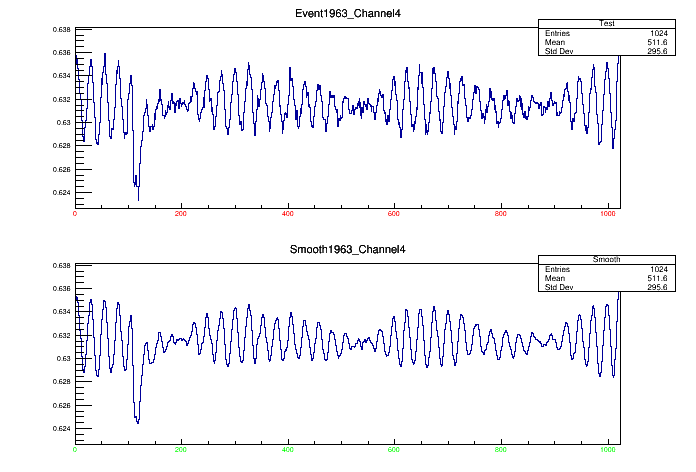 Event1963_Channel4
Test
Entries 1024
Mean 511.6
Std Dev 295.6
0.638
0.636
0.634
0.632
0.63
0.628
0.626
0.624
0 200 400 600 800 1000
Smooth1963_Channel4
Smooth
Entries 1024
Mean 511.6
Std Dev 295.6
0.638
0.636
0.634
0.632
0.63
0.628
0.626
0.624
0.622
0 200 400 600 800 1000